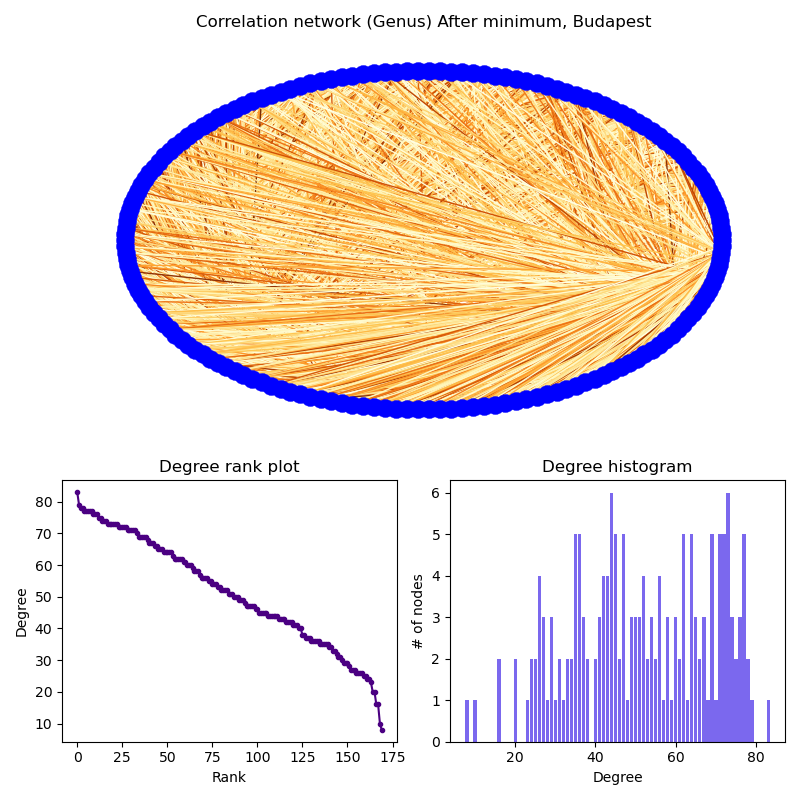 Correlation network (Genus) After minimum, Budapest
Degree rank plot
Degree
80
70
60
50
40
30
20
10
0 25 50 75 100 125 150 175
Rank
Degree histogram
# of nodes
6
5
4
3
2
1
0
20 40 60 80
Degree